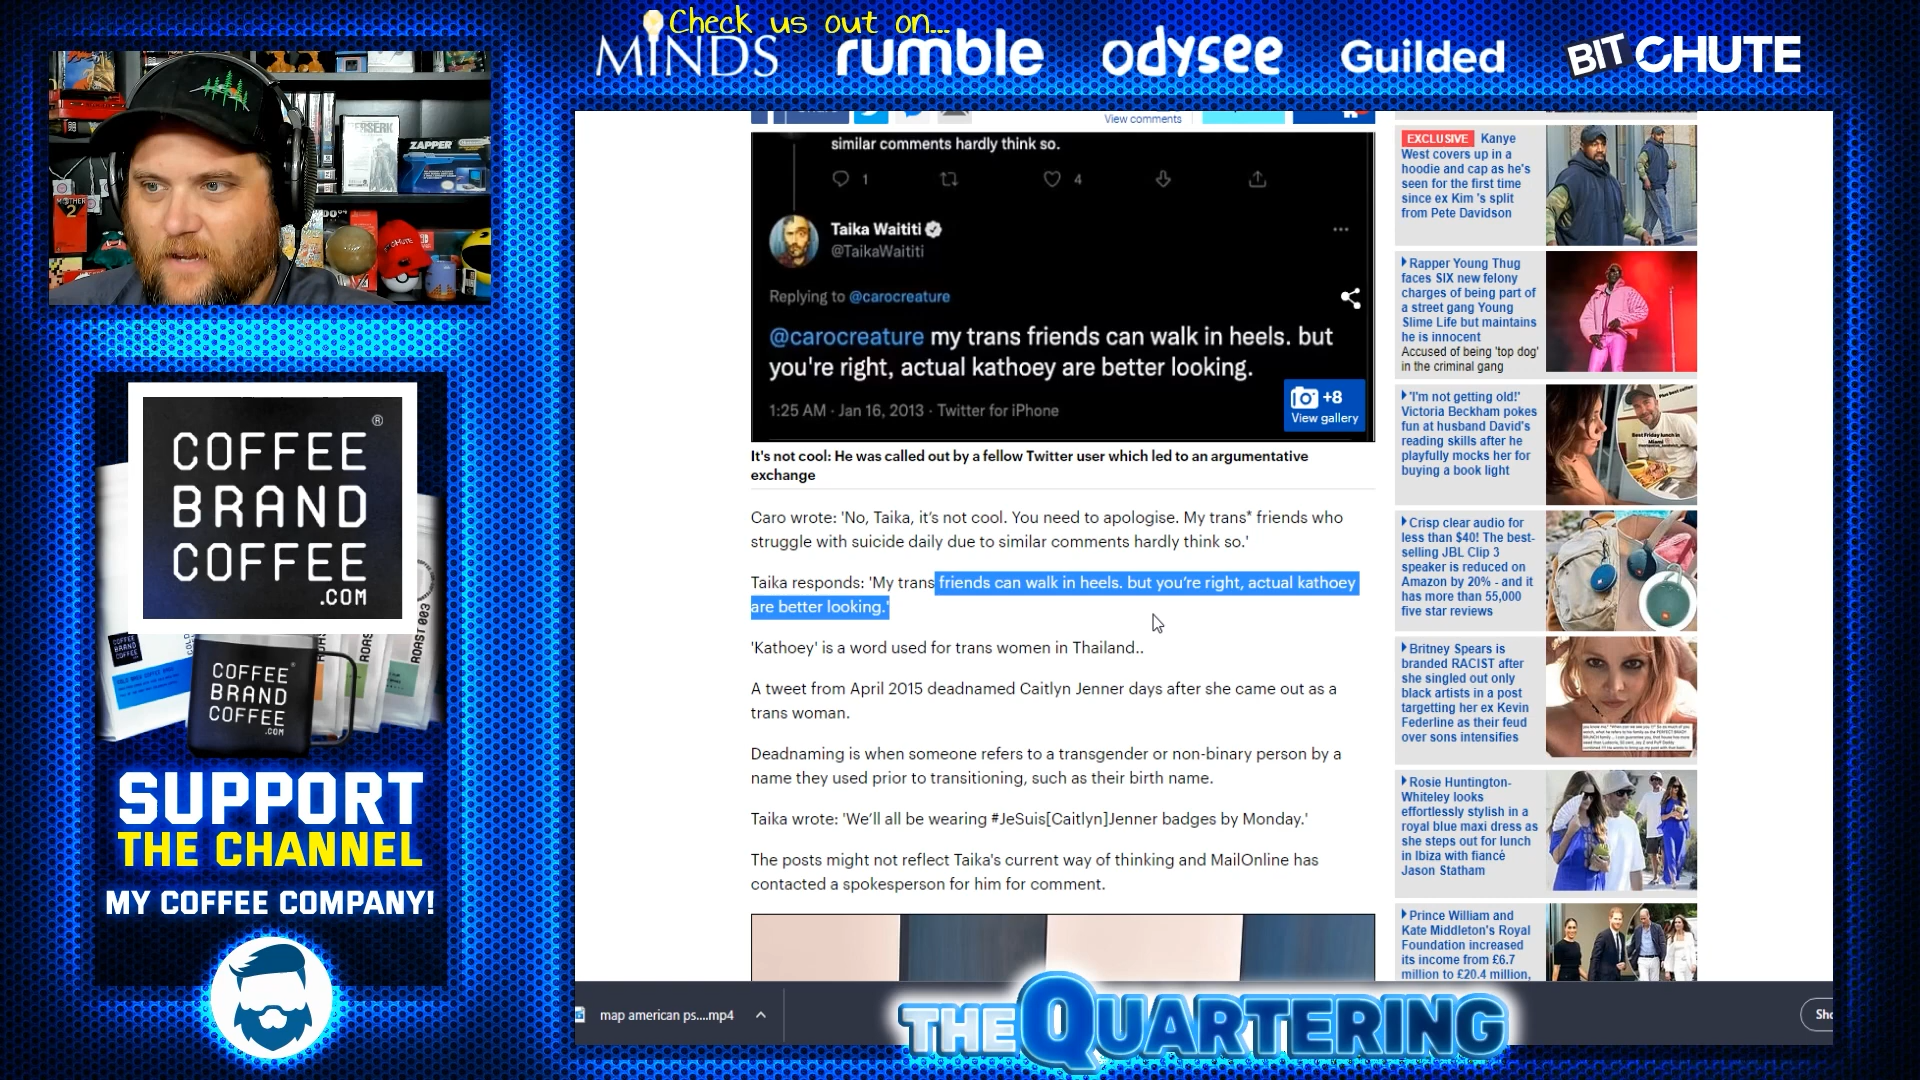 Check us out on...
MINDS
rumble
odysee
Guilded
BITCHUTE
BERSERK
ZAPPER
MOTHER
2
COFFEE
BRAND
COFFEE
.COM
®
COFFEE
BRAND
COFFEE
.COM
ROAST 003
SUPPORT
THE CHANNEL
MY COFFEE COMPANY!
View comments
similar comments hardly think so.
1
4
Taika Waititi
@TaikaWaititi
Replying to @carocreature
@carocreature my trans friends can walk in heels. but
you're right, actual kathoey are better looking.
1:25 AM · Jan 16, 2013 · Twitter for iPhone
+8
View gallery
It's not cool: He was called out by a fellow Twitter user which led to an argumentative
exchange
Caro wrote: 'No, Taika, it's not cool. You need to apologise. My trans* friends who
struggle with suicide daily due to similar comments hardly think so.'
Taika responds: 'My trans friends can walk in heels. but you're right, actual kathoey
are better looking.'
'Kathoey' is a word used for trans women in Thailand..
A tweet from April 2015 deadnamed Caitlyn Jenner days after she came out as a
trans woman.
Deadnaming is when someone refers to a transgender or non-binary person by a
name they used prior to transitioning, such as their birth name.
Taika wrote: 'We'll all be wearing #JeSuis[Caitlyn]Jenner badges by Monday.'
The posts might not reflect Taika's current way of thinking and MailOnline has
contacted a spokesperson for him for comment.
EXCLUSIVE Kanye
West covers up in a
hoodie and cap as he's
seen for the first time
since ex Kim 's split
from Pete Davidson
Rapper Young Thug
faces SIX new felony
charges of being part of
a street gang Young
Slime Life but maintains
he is innocent
Accused of being 'top dog'
in the criminal gang
'I'm not getting old!'
Victoria Beckham pokes
fun at husband David's
reading skills after he
playfully mocks her for
buying a book light
Crisp clear audio for
less than $40! The best-
selling JBL Clip 3
speaker is reduced on
Amazon by 20% - and it
has more than 55,000
five star reviews
Britney Spears is
branded RACIST after
she singled out only
black artists in a post
targetting her ex Kevin
Federline as their feud
over sons intensifies
Rosie Huntington-
Whiteley looks
effortlessly stylish in a
royal blue maxi dress as
she steps out for lunch
in Ibiza with fiancé
Jason Statham
Prince William and
Kate Middleton's Royal
Foundation increased
its income from £6.7
million to £20.4 million,
map american ps....mp4
THE QUARTERING